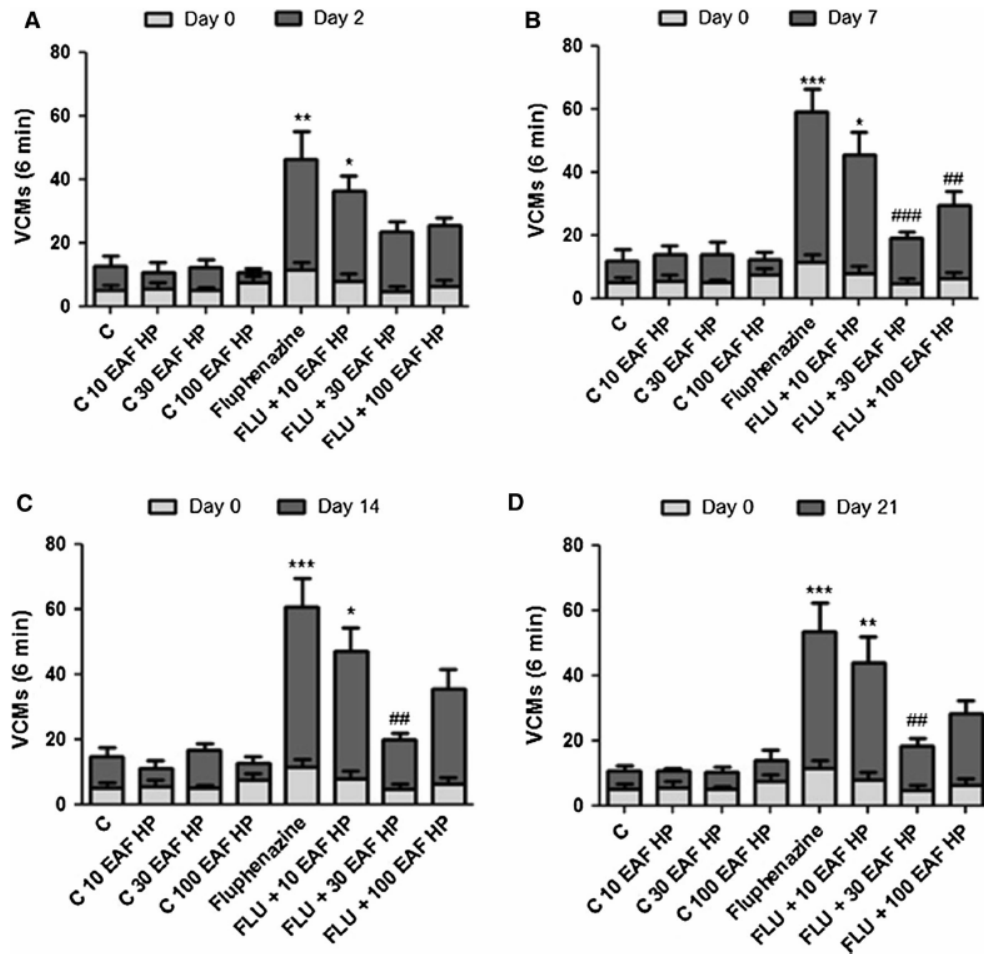 A
Day 0 Day 2
VCMs (6 min)
80
60
40
20
0
**
*
C
C 10 EAF HP
C 30 EAF HP
C 100 EAF HP
Fluphenazine
FLU + 10 EAF HP
FLU + 30 EAF HP
FLU + 100 EAF HP
B
Day 0 Day 7
VCMs (6 min)
80
60
40
20
0
***
*
###
##
C
C 10 EAF HP
C 30 EAF HP
C 100 EAF HP
Fluphenazine
FLU + 10 EAF HP
FLU + 30 EAF HP
FLU + 100 EAF HP
C
Day 0 Day 14
VCMs (6 min)
80
60
40
20
0
***
*
##
C
C 10 EAF HP
C 30 EAF HP
C 100 EAF HP
Fluphenazine
FLU + 10 EAF HP
FLU + 30 EAF HP
FLU + 100 EAF HP
D
Day 0 Day 21
VCMs (6 min)
80
60
40
20
0
***
**
##
C
C 10 EAF HP
C 30 EAF HP
C 100 EAF HP
Fluphenazine
FLU + 10 EAF HP
FLU + 30 EAF HP
FLU + 100 EAF HP